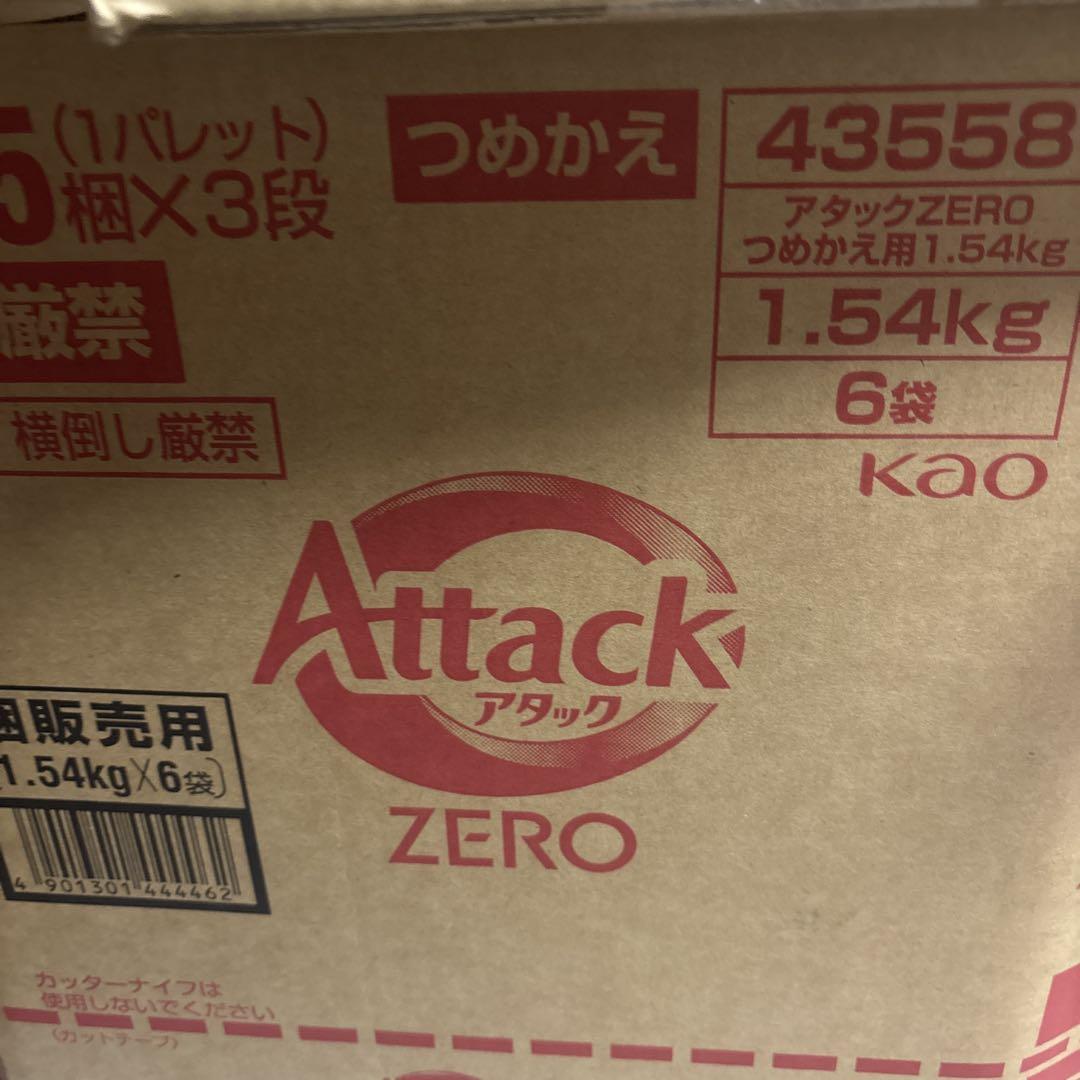 5
(1パレット)
梱×3段
つめかえ
43558
アタックZERO
つめかえ用1.54kg
1.54kg
6袋
kao
厳禁
横倒し厳禁
Attack
アタック
ZERO
梱販売用
(1.54kg×6袋)
4 901301 444462
カッターナイフは
使用しないでください
(カットテープ)